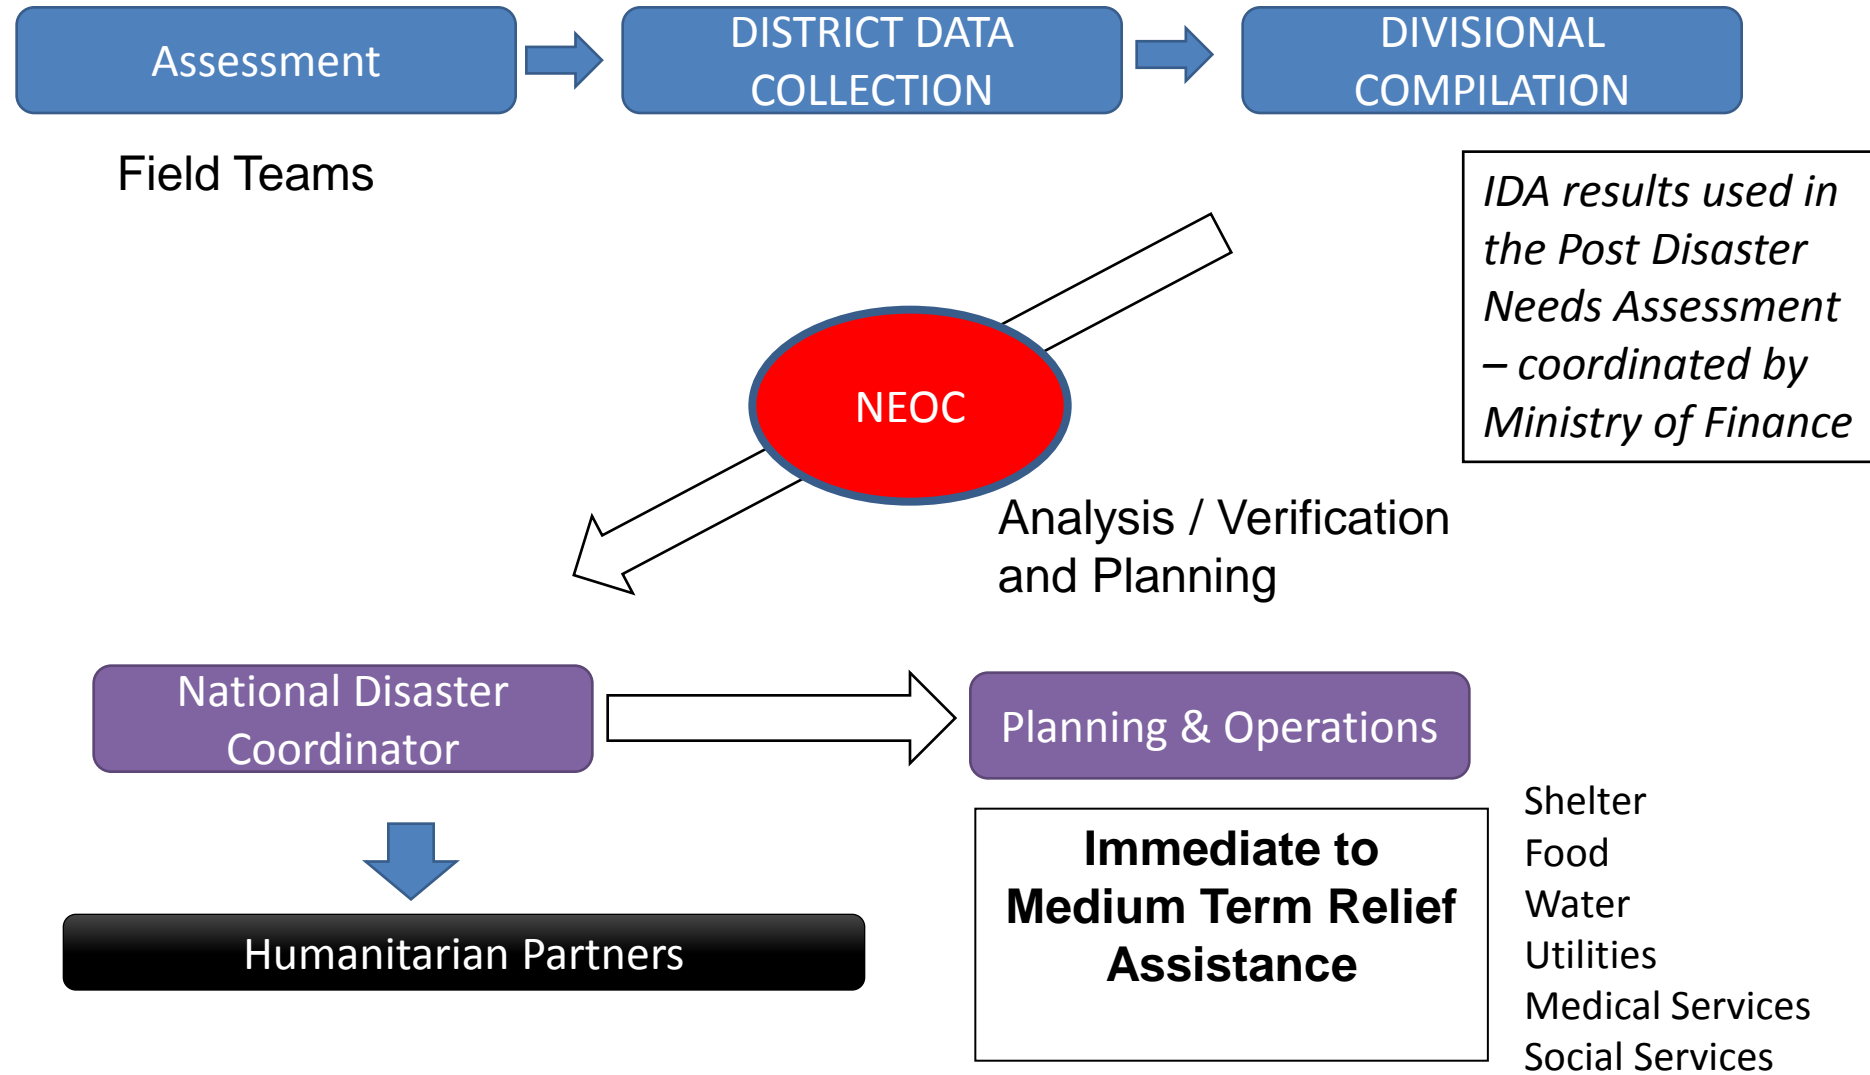 Assessment
DISTRICT DATA
COLLECTION
DIVISIONAL
COMPILATION
Field Teams
IDA results used in
the Post Disaster
Needs Assessment
– coordinated by
Ministry of Finance
NEOC
Analysis / Verification
and Planning
National Disaster
Coordinator
Planning & Operations
Humanitarian Partners
Immediate to
Medium Term Relief
Assistance
Shelter
Food
Water
Utilities
Medical Services
Social Services